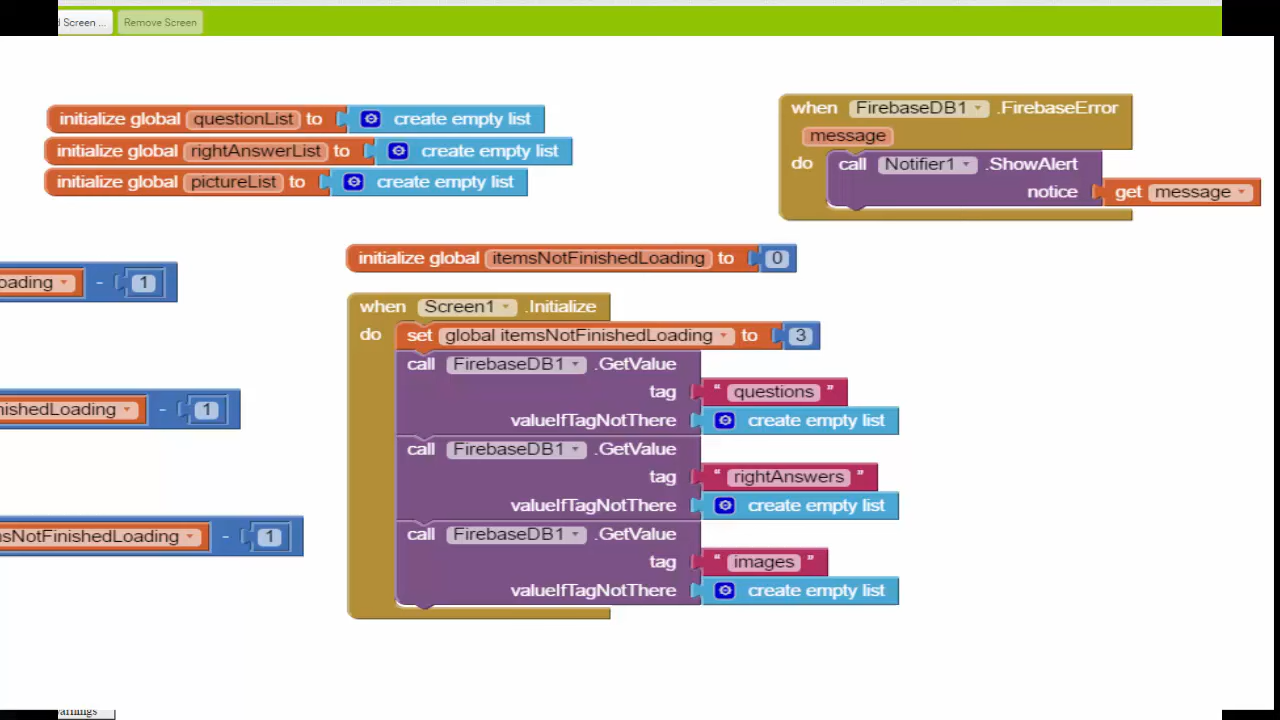 Screen ...
Remove Screen
initialize global questionList to create empty list
initialize global rightAnswerList to create empty list
initialize global pictureList to create empty list
when FirebaseDB1 .FirebaseError
message
do call Notifier1 .ShowAlert
notice get message
initialize global itemsNotFinishedLoading to 0
oading - 1
nishedLoading - 1
sNotFinishedLoading - 1
when Screen1 .Initialize
do set global itemsNotFinishedLoading to 3
call FirebaseDB1 .GetValue
tag " questions "
valueIfTagNotThere create empty list
call FirebaseDB1 .GetValue
tag " rightAnswers "
valueIfTagNotThere create empty list
call FirebaseDB1 .GetValue
tag " images "
valueIfTagNotThere create empty list
arnings